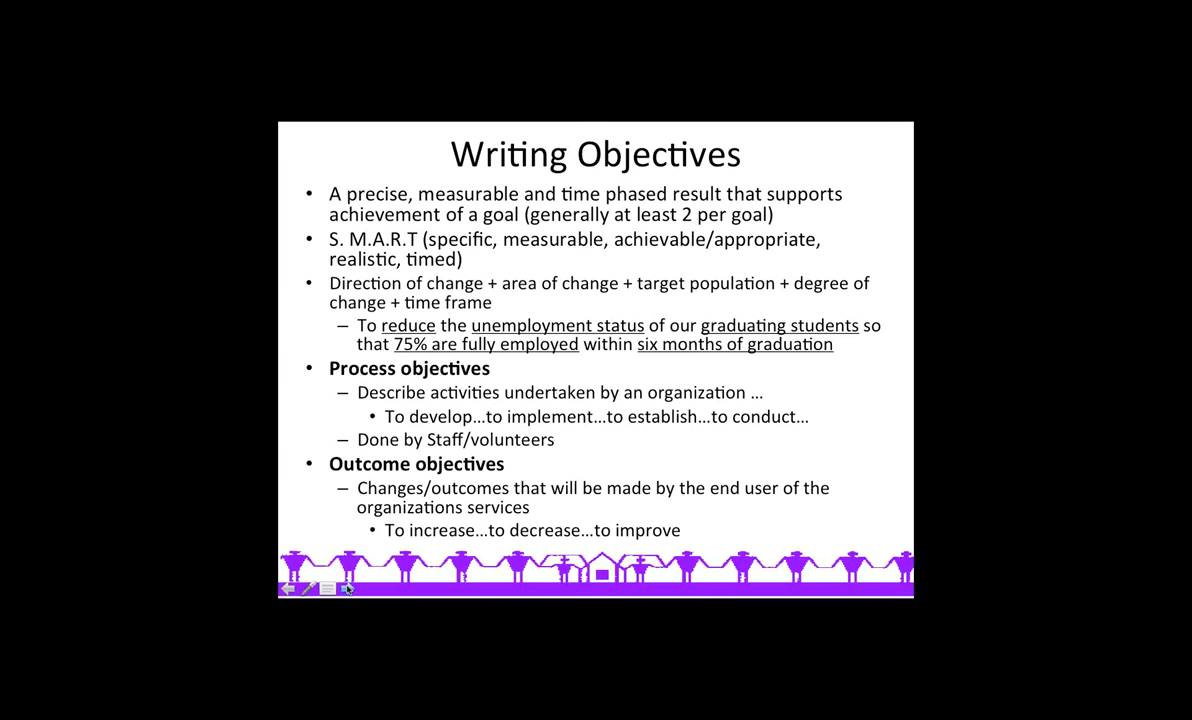 Writing Objectives
• A precise, measurable and time phased result that supports
achievement of a goal (generally at least 2 per goal)
• S. M.A.R.T (specific, measurable, achievable/appropriate,
realistic, timed)
• Direction of change + area of change + target population + degree of
change + time frame
– To reduce the unemployment status of our graduating students so
that 75% are fully employed within six months of graduation
• Process objectives
– Describe activities undertaken by an organization …
• To develop…to implement…to establish…to conduct…
– Done by Staff/volunteers
• Outcome objectives
– Changes/outcomes that will be made by the end user of the
organizations services
• To increase…to decrease…to improve